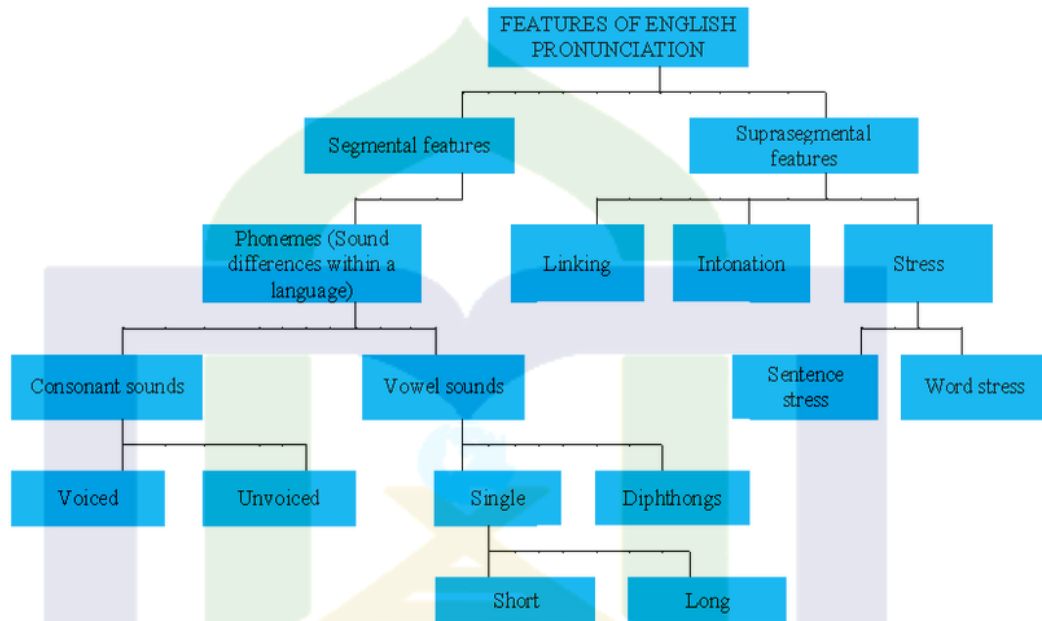 FEATURES OF ENGLISH
PRONUNCIATION
Segmental features
Suprasegmental
features
Phonemes (Sound
differences within a
language)
Linking
Intonation
Stress
Consonant sounds
Vowel sounds
Sentence
stress
Word stress
Voiced
Unvoiced
Single
Diphthongs
Short
Long